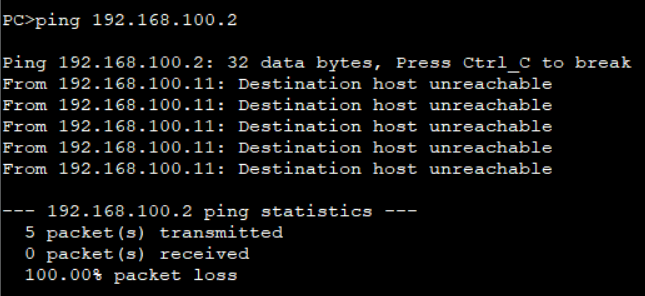 PC>ping 192.168.100.2
Ping 192.168.100.2: 32 data bytes, Press Ctrl_C to break
From 192.168.100.11: Destination host unreachable
From 192.168.100.11: Destination host unreachable
From 192.168.100.11: Destination host unreachable
From 192.168.100.11: Destination host unreachable
From 192.168.100.11: Destination host unreachable
--- 192.168.100.2 ping statistics ---
5 packet(s) transmitted
0 packet(s) received
100.00% packet loss